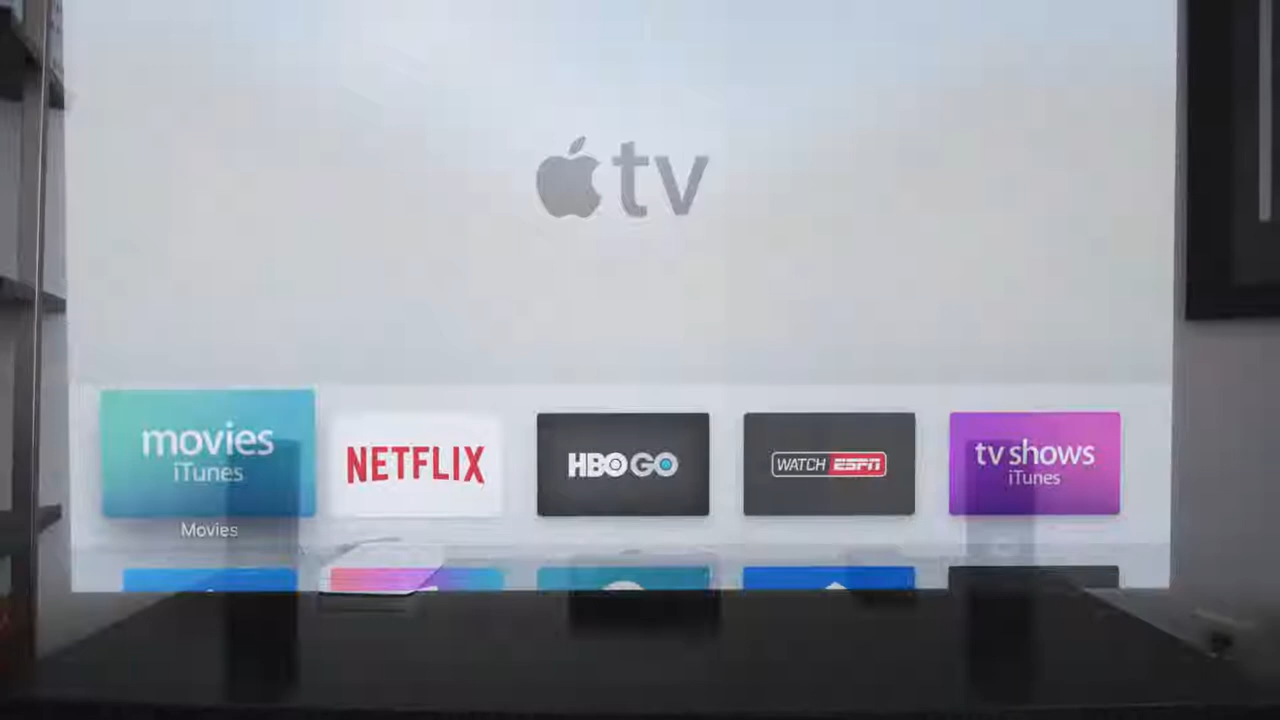 tv
movies
iTunes
NETFLIX
HBO GO
WATCH ESPN
tv shows
iTunes
Movies